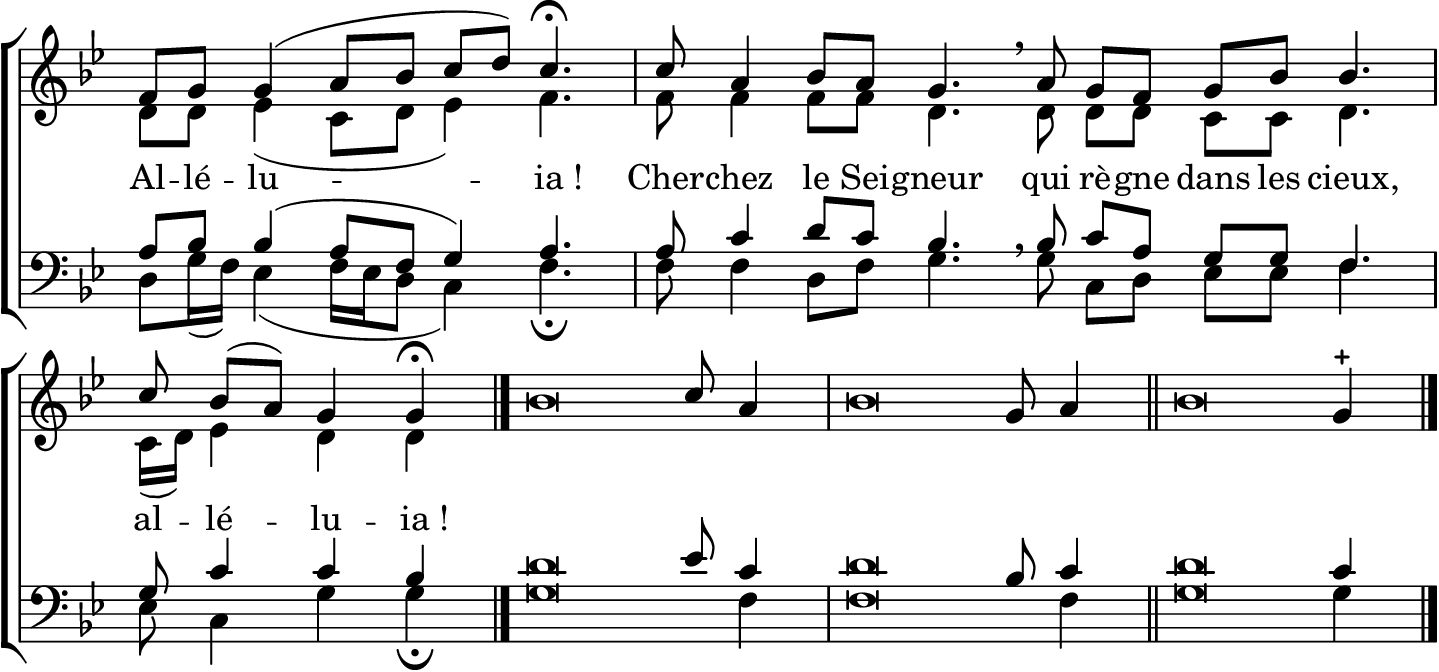 Al -- lé -- lu -- ia !   Cherchez le Seigneur qui règne dans les cieux,
al -- lé -- lu -- ia !